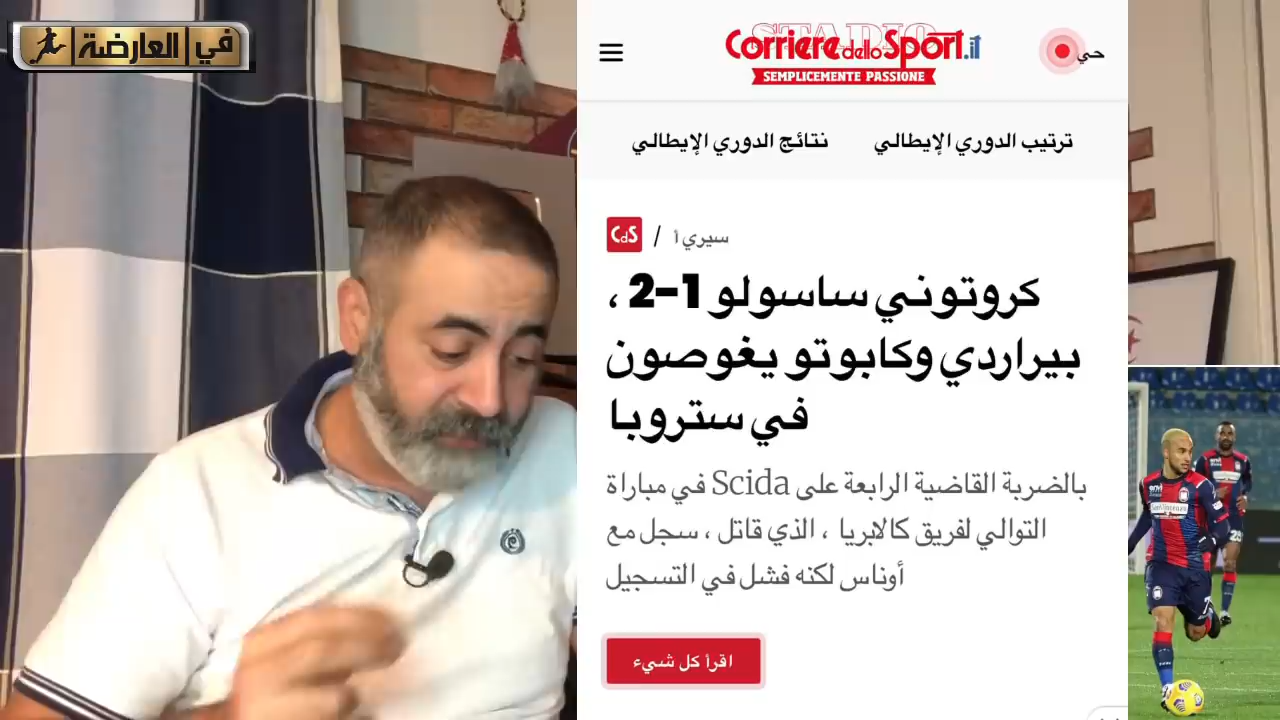 في العارضة
STADIO
Corriere dello Sport.it
SEMPLICEMENTE PASSIONE
حي
ترتيب الدوري الإيطالي
نتائج الدوري الإيطالي
CdS / سيري أ
كروتوني ساسولو 1-2 ،
بيراردي وكابوتو يغوصون
في ستروبا
بالضربة القاضية الرابعة على Scida في مباراة
التوالي لفريق كالابريا ، الذي قاتل ، سجل مع
أوناس لكنه فشل في التسجيل
اقرأ كل شيء